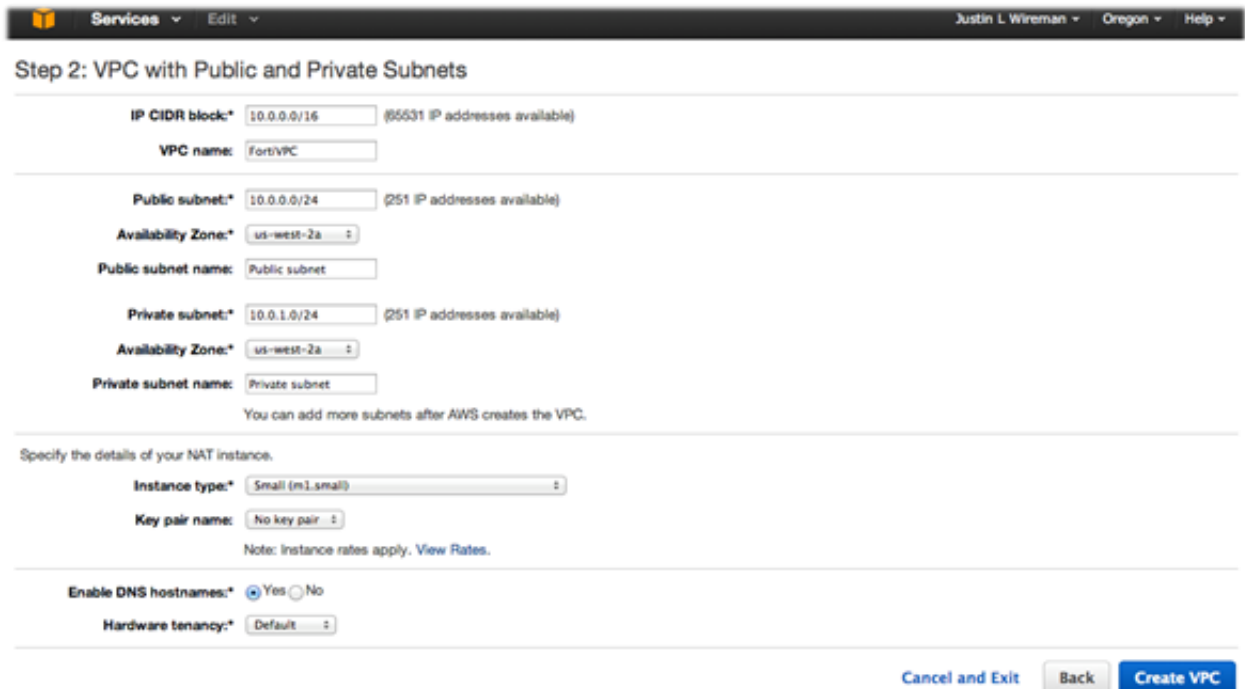 Services Edit Justin L Wireman Oregon Help
Step 2: VPC with Public and Private Subnets
IP CIDR block:* 10.0.0.0/16 (65531 IP addresses available)
VPC name: FortiVPC
Public subnet:* 10.0.0.0/24 (251 IP addresses available)
Availability Zone:* us-west-2a
Public subnet name: Public subnet
Private subnet:* 10.0.1.0/24 (251 IP addresses available)
Availability Zone:* us-west-2a
Private subnet name: Private subnet
You can add more subnets after AWS creates the VPC.
Specify the details of your NAT instance.
Instance type:* Small (m1.small)
Key pair name: No key pair
Note: Instance rates apply. View Rates.
Enable DNS hostnames:* Yes No
Hardware tenancy:* Default
Cancel and Exit Back Create VPC